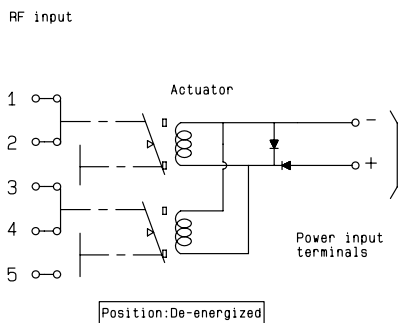 RF input
Actuator
1
2
3
4
5
−
+
Power input
terminals
Position:De-energized